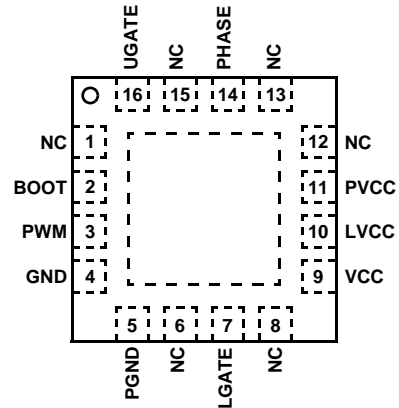 UGATE NC PHASE NC
16 15 14 13
NC 1 12 NC
BOOT 2 11 PVCC
PWM 3 10 LVCC
GND 4 9 VCC
5 6 7 8
PGND NC LGATE NC